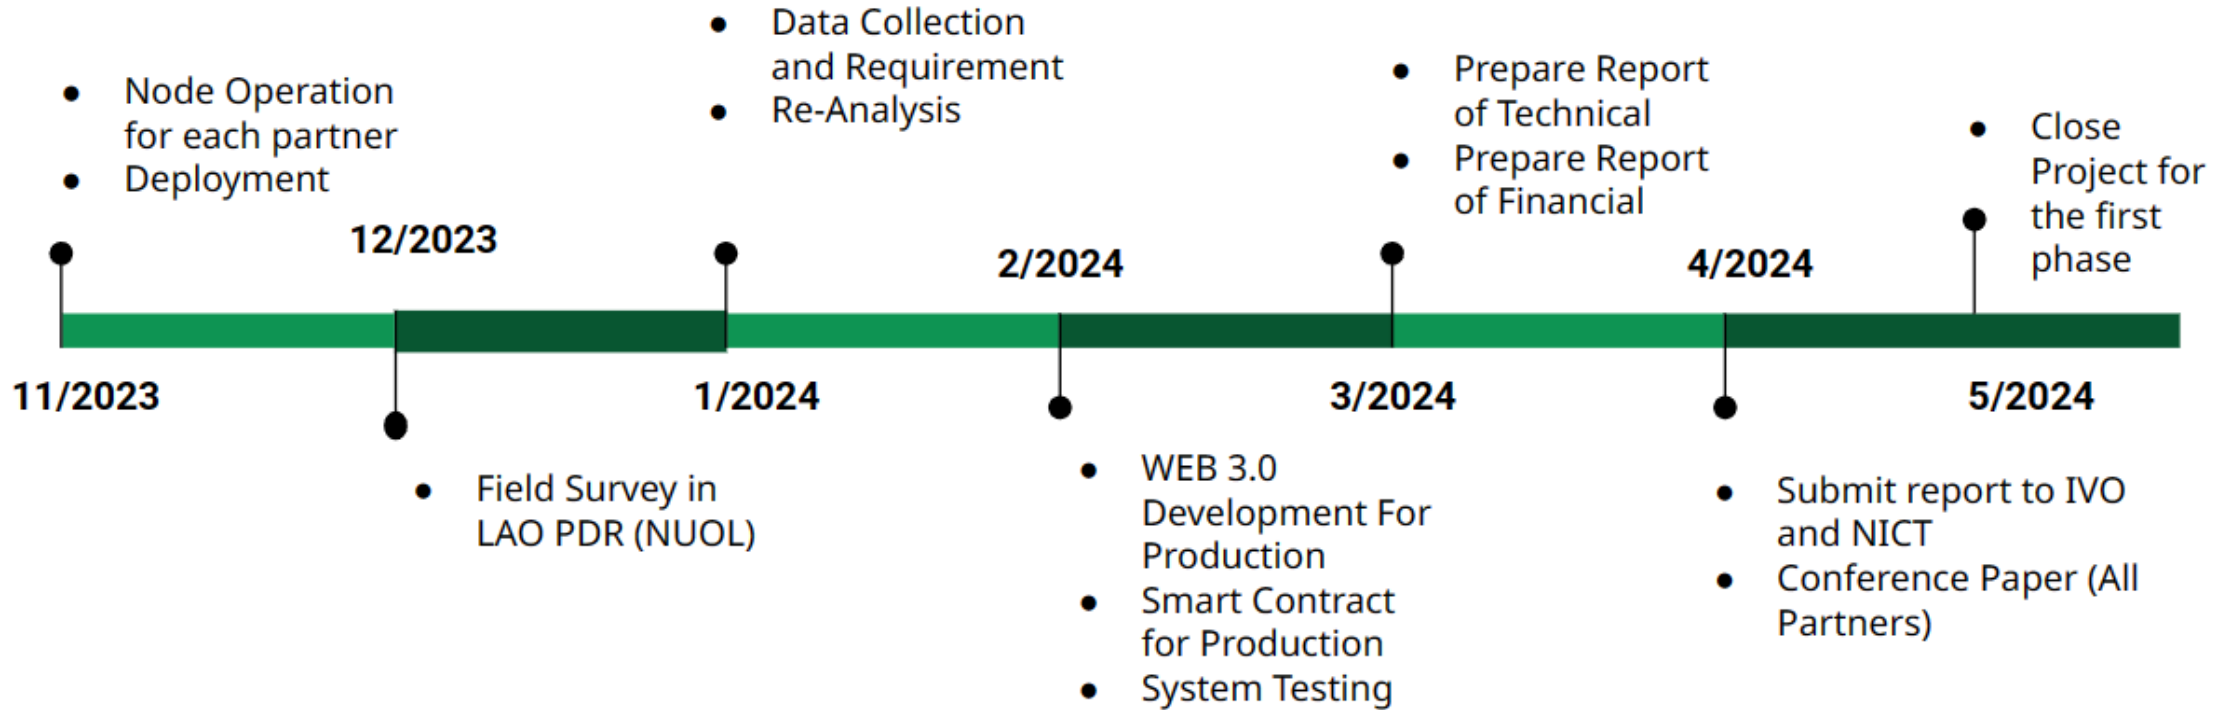 ● Node Operation
for each partner
● Deployment
11/2023
12/2023
● Field Survey in
LAO PDR (NUOL)
● Data Collection
and Requirement
● Re-Analysis
1/2024
2/2024
● WEB 3.0
Development For
Production
● Smart Contract
for Production
● System Testing
● Prepare Report
of Technical
● Prepare Report
of Financial
3/2024
4/2024
● Submit report to IVO
and NICT
● Conference Paper (All
Partners)
● Close
Project for
the first
phase
5/2024